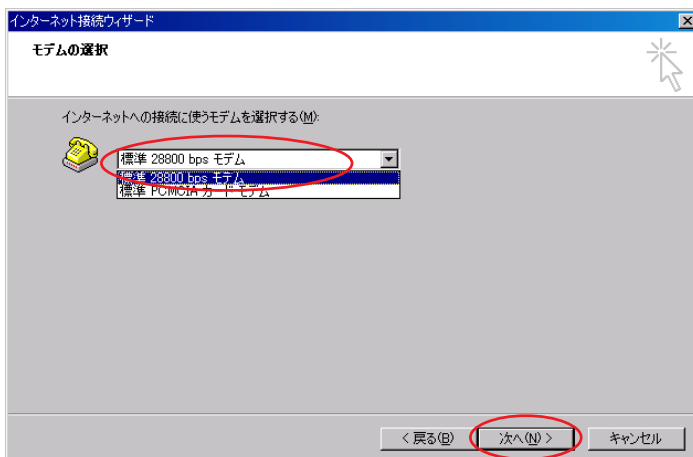 インターネット接続ウィザード
モデムの選択
インターネットへの接続に使うモデムを選択する(M):
標準 28800 bps モデム
標準 28800 bps モデム
標準 PCMCIA カード モデム
< 戻る(B)
次へ(N) >
キャンセル